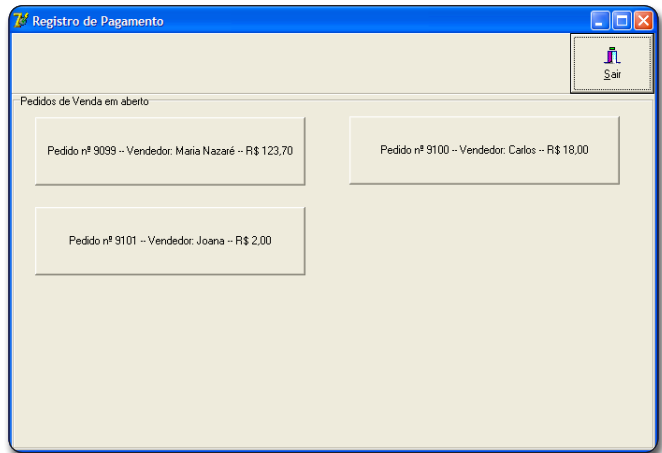 Registro de Pagamento
Sair
Pedidos de Venda em aberto
Pedido nº 9099 -- Vendedor: Maria Nazaré -- R$ 123,70
Pedido nº 9100 -- Vendedor: Carlos -- R$ 18,00
Pedido nº 9101 -- Vendedor: Joana -- R$ 2,00